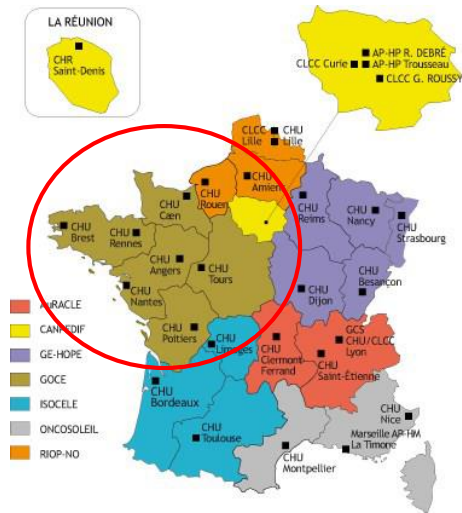 LA RÉUNION
CHR
Saint-Denis
AP-HP R. DEBRÉ
CLCC Curie
AP-HP Trousseau
CLCC G. ROUSSY
CLCC
Lille
CHU
Lille
CHU
Amiens
CHU
Rouen
CHU
Cæn
CHU
Reims
CHU
Nancy
CHU
Strasbourg
CHU
Brest
CHU
Rennes
CHU
Angers
CHU
Nantes
CHU
Tours
CHU
Besançon
CHU
Dijon
CHU
Poitiers
CHU
Limoges
CHU
Clermont-
Ferrand
GCS
CHU/CLCC
Lyon
CHU
Saint-Étienne
CHU
Bordeaux
CHU
Toulouse
CHU
Montpellier
CHU
Nice
Marseille AP-HM
La Timone
AuRACLE
CANPEDIF
GE-HOPE
GOCE
ISOCELE
ONCOSOLEIL
RIOP-NO